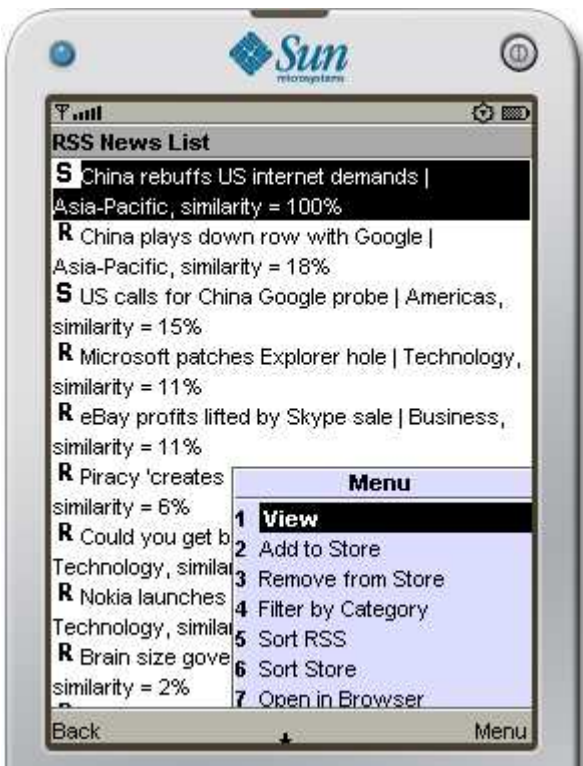 Sun
microsystems
RSS News List
S China rebuffs US internet demands |
Asia-Pacific, similarity = 100%
R China plays down row with Google |
Asia-Pacific, similarity = 18%
S US calls for China Google probe | Americas,
similarity = 15%
R Microsoft patches Explorer hole | Technology,
similarity = 11%
R eBay profits lifted by Skype sale | Business,
similarity = 11%
R Piracy 'creates
similarity = 6%
R Could you get b
Technology, simila
R Nokia launches
Technology, simila
R Brain size gove
similarity = 2%
Menu
1 View
2 Add to Store
3 Remove from Store
4 Filter by Category
5 Sort RSS
6 Sort Store
7 Open in Browser
Back
Menu